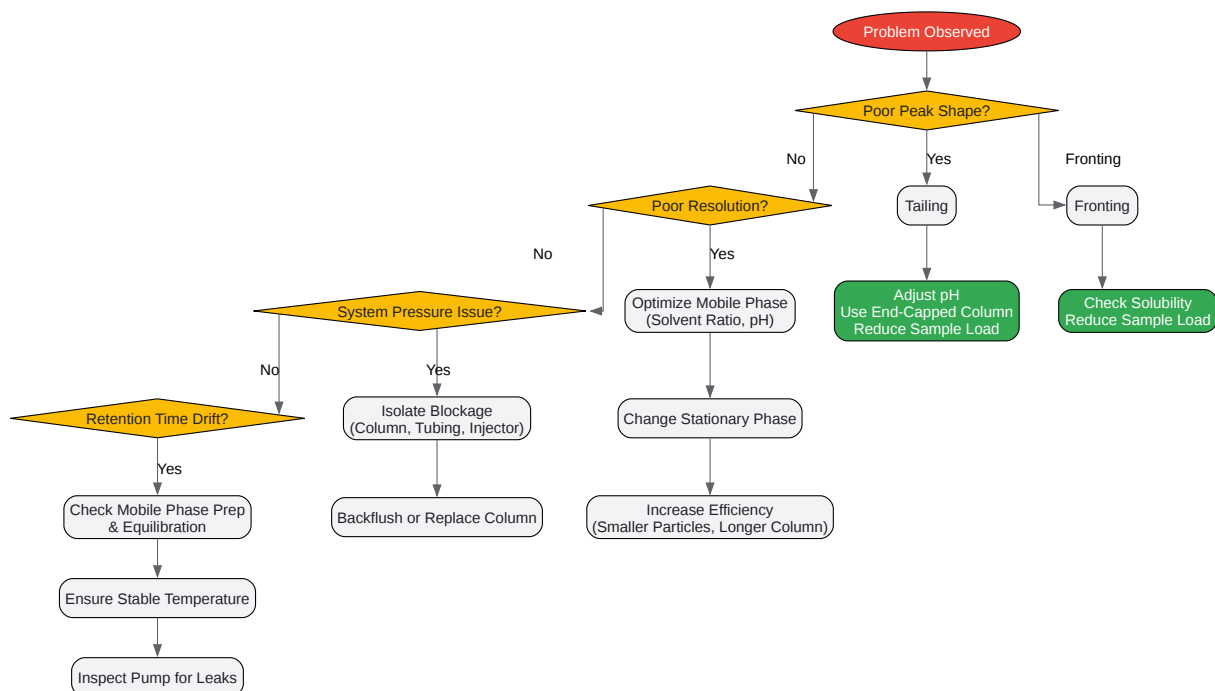 Problem Observed
Poor Peak Shape?
No
Yes
Fronting
Poor Resolution?
Tailing
Fronting
No
Yes
System Pressure Issue?
Optimize Mobile Phase
(Solvent Ratio, pH)
Adjust pH
Use End-Capped Column
Reduce Sample Load
Check Solubility
Reduce Sample Load
No
Yes
Retention Time Drift?
Isolate Blockage
(Column, Tubing, Injector)
Change Stationary Phase
Yes
Check Mobile Phase Prep
& Equilibration
Backflush or Replace Column
Increase Efficiency
(Smaller Particles, Longer Column)
Ensure Stable Temperature
Inspect Pump for Leaks